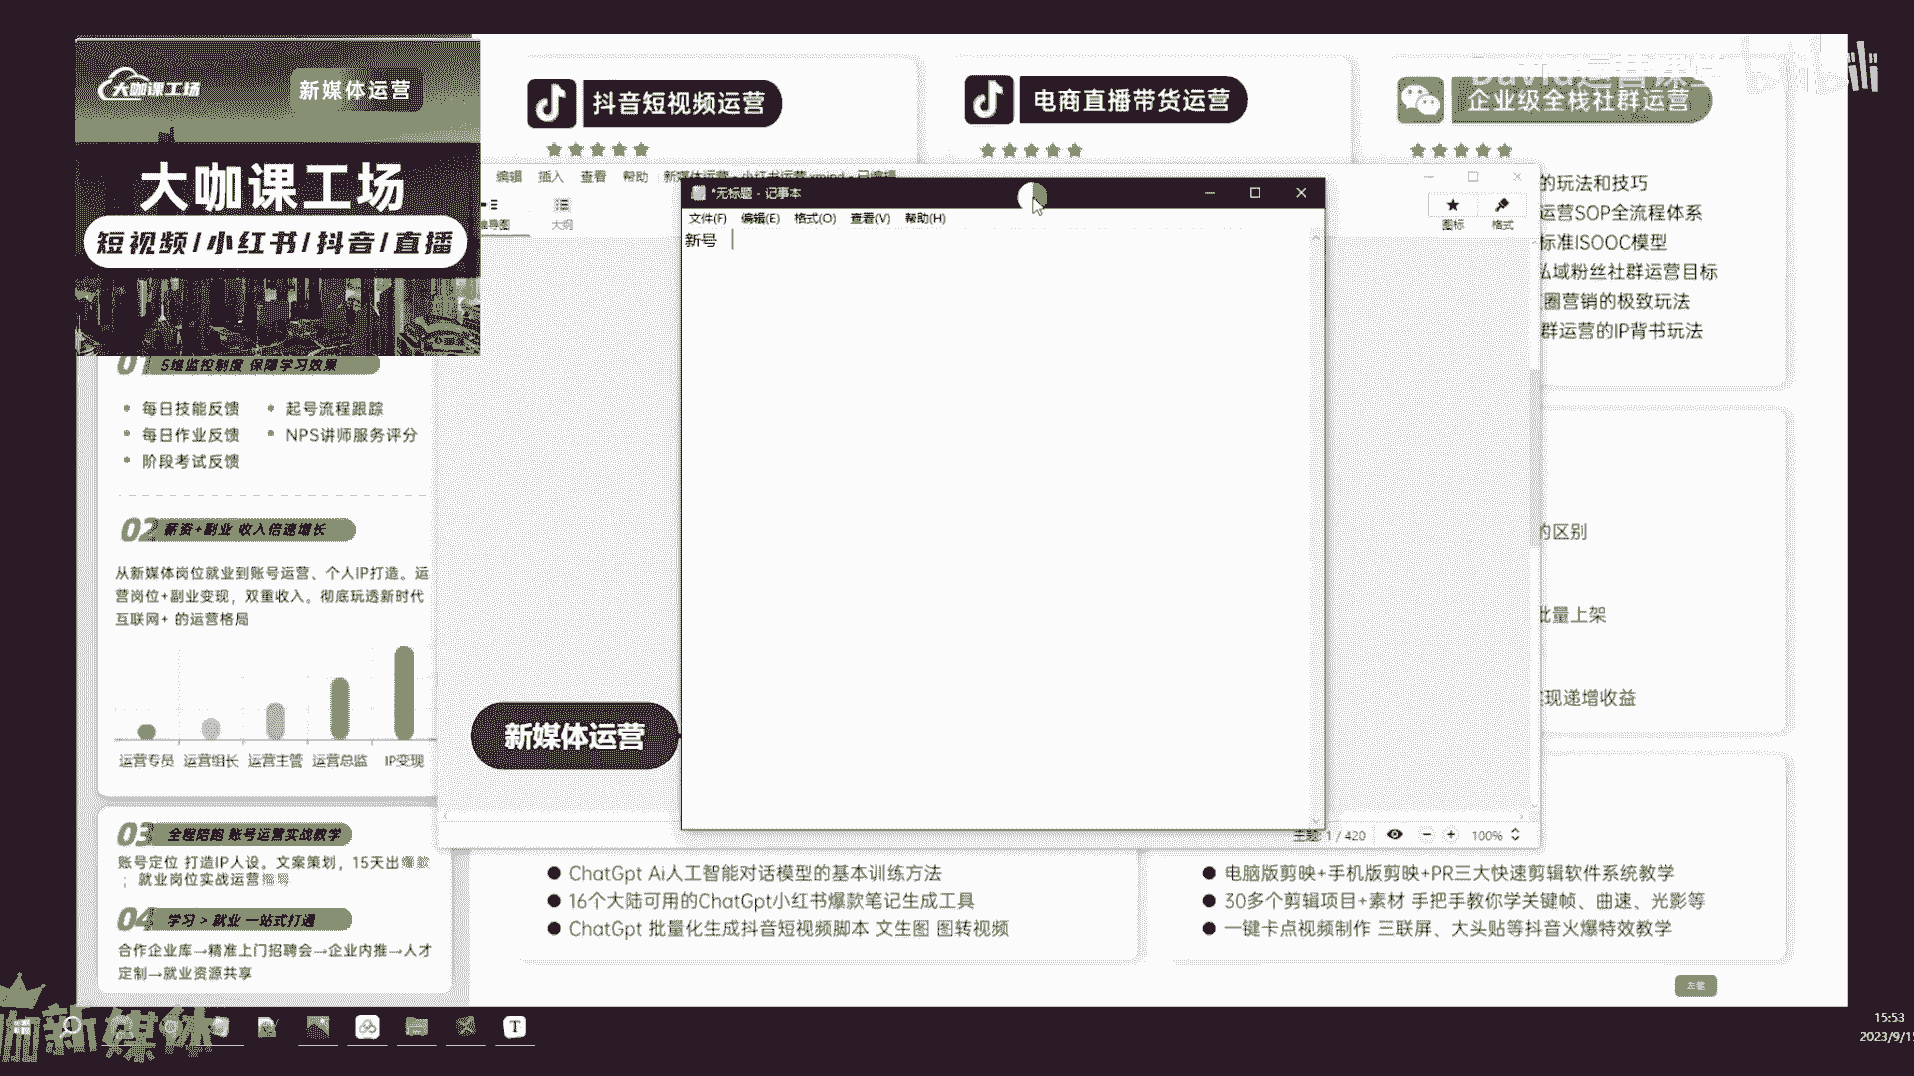 大咖课工场
新媒体运营
大咖课工场
短视频/小红书/抖音/直播
抖音短视频运营
电商直播带货运营
企业级全栈社群运营
的玩法和技巧
运营SOP全流程体系
标准ISOOC模型
私域粉丝社群运营目标
圈营销的极致玩法
群运营的IP背书玩法
编辑 插入 查看 帮助 新媒体运营 - 小红书运营.xmind - 已编辑
大纲
图标 格式
*无标题 - 记事本
文件(F) 编辑(E) 格式(O) 查看(V) 帮助(H)
新号
01 5维监控制度 保障学习效果
每日技能反馈 起号流程跟踪
每日作业反馈 NPS讲师服务评分
阶段考试反馈
02 薪资+副业 收入倍速增长
从新媒体岗位就业到账号运营、个人IP打造。运
营岗位+副业变现，双重收入。彻底玩透新时代
互联网+ 的运营格局
运营专员 运营组长 运营主管 运营总监 IP变现
新媒体运营
的区别
批量上架
实现递增收益
主题: 1 / 420 100%
03 全程陪跑 账号运营实战教学
账号定位 打造IP人设。文案策划，15天出爆款
；就业岗位实战运营指导
04 学习 > 就业 一站式打通
合作企业库→精准上门招聘会→企业内推→人才
定制→就业资源共享
ChatGpt Ai人工智能对话模型的基本训练方法
16个大陆可用的ChatGpt小红书爆款笔记生成工具
ChatGpt 批量化生成抖音短视频脚本 文生图 图转视频
电脑版剪映+手机版剪映+PR三大快速剪辑软件系统教学
30多个剪辑项目+素材 手把手教你学关键帧、曲速、光影等
一键卡点视频制作 三联屏、大头贴等抖音火爆特效教学
新媒体
15:53